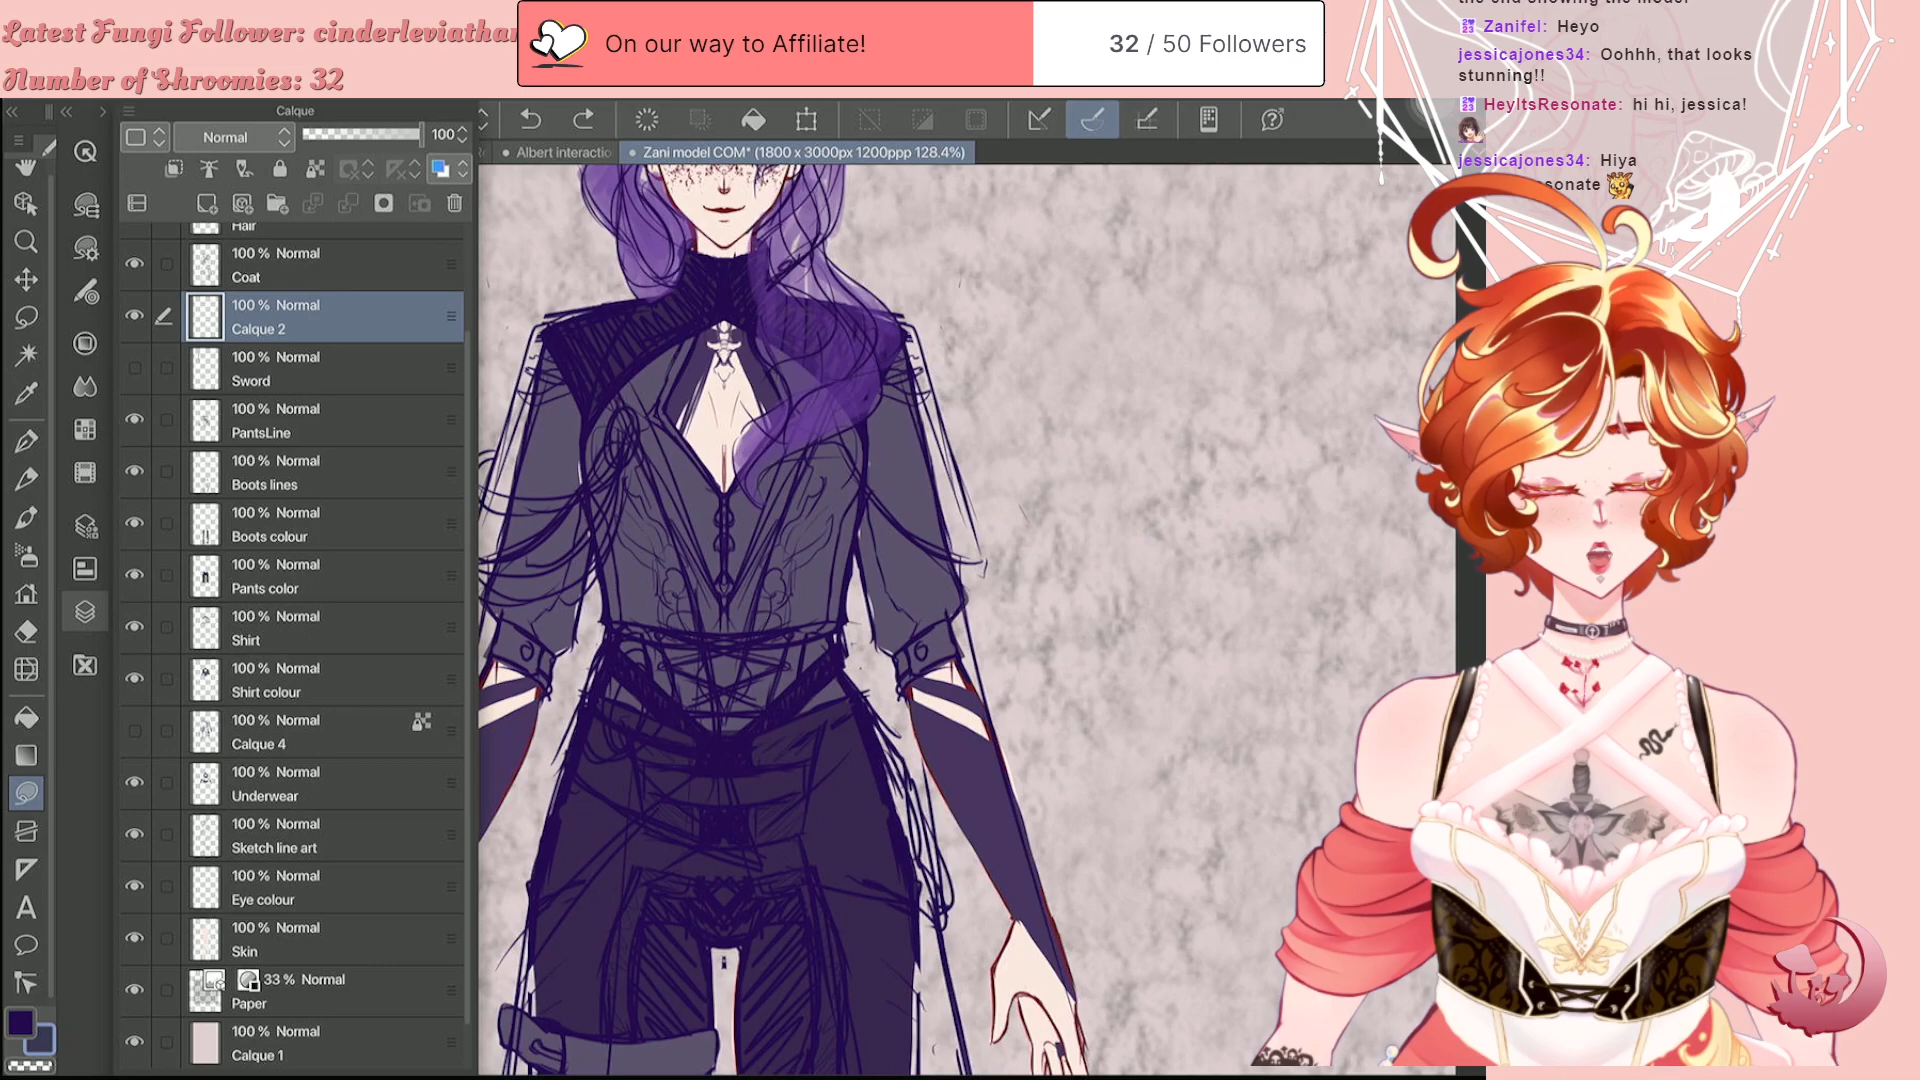 Latest Fungi Follower: cinderleviathan
Number of Shroomies: 32
On our way to Affiliate!
32 / 50 Followers
Zanifel: Heyo
jessicajones34: Oohhh, that looks
stunning!!
HeyItsResonate: hi hi, jessica!
jessicajones34: Hiya
sonate
Calque
Normal
100
Albert interactio
Zani model COM* (1800 x 3000px 1200ppp 128.4%)
Hair
100 % Normal
Coat
100 % Normal
Calque 2
100 % Normal
Sword
100 % Normal
PantsLine
100 % Normal
Boots lines
100 % Normal
Boots colour
100 % Normal
Pants color
100 % Normal
Shirt
100 % Normal
Shirt colour
100 % Normal
Calque 4
100 % Normal
Underwear
100 % Normal
Sketch line art
100 % Normal
Eye colour
100 % Normal
Skin
33 % Normal
Paper
100 % Normal
Calque 1